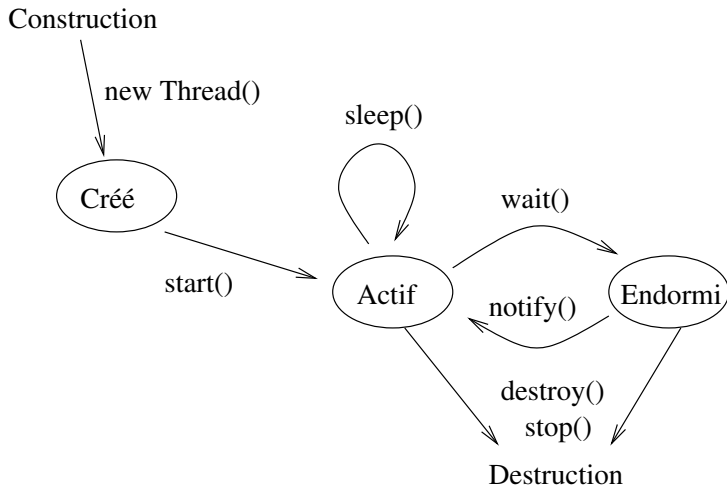 Construction
new Thread()
sleep()
Créé
wait()
start()
Actif
notify()
Endormi
destroy()
stop()
Destruction